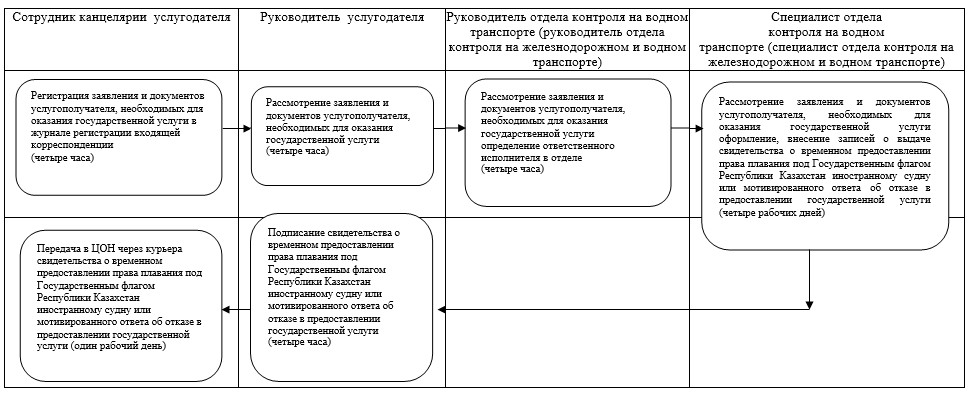 Сотрудник канцелярии услугодателя
Руководитель услугодателя
Руководитель отдела контроля на водном
транспорте (руководитель отдела
контроля на железнодорожном и водном
транспорте)
Специалист отдела
контроля на водном
транспорте (специалист отдела контроля на
железнодорожном и водном транспорте)
Регистрация заявления и документов
услугополучателя, необходимых для
оказания государственной услуги в
журнале регистрации входящей
корреспонденции
(четыре часа)
Рассмотрение заявления и
документов услугополучателя,
необходимых для оказания
государственной услуги
(четыре часа)
Рассмотрение заявления и
документов услугополучателя,
необходимых для оказания
государственной услуги
определение ответственного
исполнителя в отделе
(четыре часа)
Рассмотрение заявления и документов
услугополучателя, необходимых для
оказания государственной услуги
оформление, внесение записей о выдаче
свидетельства о временном предоставлении
права плавания под Государственным флагом
Республики Казахстан иностранному судну
или мотивированного ответа об отказе в
предоставлении государственной услуги
(четыре рабочих дней)
Передача в ЦОН через курьера
свидетельства о временном
предоставлении права плавания под
Государственным флагом
Республики Казахстан
иностранному судну или
мотивированного ответа об отказе в
предоставлении государственной
услуги (один рабочий день)
Подписание свидетельства о
временном предоставлении
права плавания под
Государственным флагом
Республики Казахстан
иностранному судну или
мотивированного ответа об
отказе в предоставлении
государственной услуги
(четыре часа)